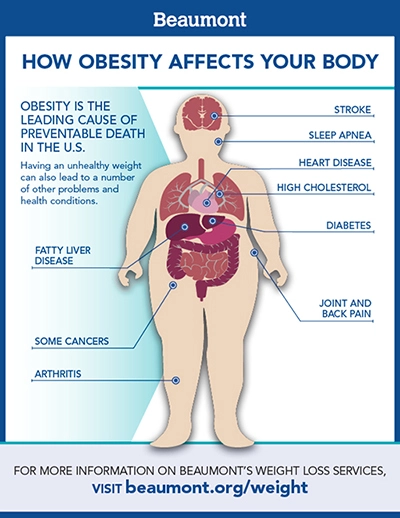 Beaumont
HOW OBESITY AFFECTS YOUR BODY
OBESITY IS THE
LEADING CAUSE OF
PREVENTABLE DEATH
IN THE U.S.
Having an unhealthy weight
can also lead to a number
of other problems and
health conditions.
STROKE
SLEEP APNEA
HEART DISEASE
HIGH CHOLESTEROL
DIABETES
FATTY LIVER
DISEASE
JOINT AND
BACK PAIN
SOME CANCERS
ARTHRITIS
FOR MORE INFORMATION ON BEAUMONT'S WEIGHT LOSS SERVICES,
VISIT beaumont.org/weight